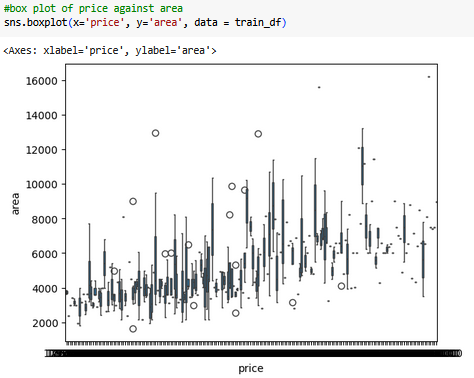 #box plot of price against area
sns.boxplot(x='price', y='area', data = train_df)
<Axes: xlabel='price', ylabel='area'>
16000
14000
12000
10000
8000
6000
4000
2000
area
price